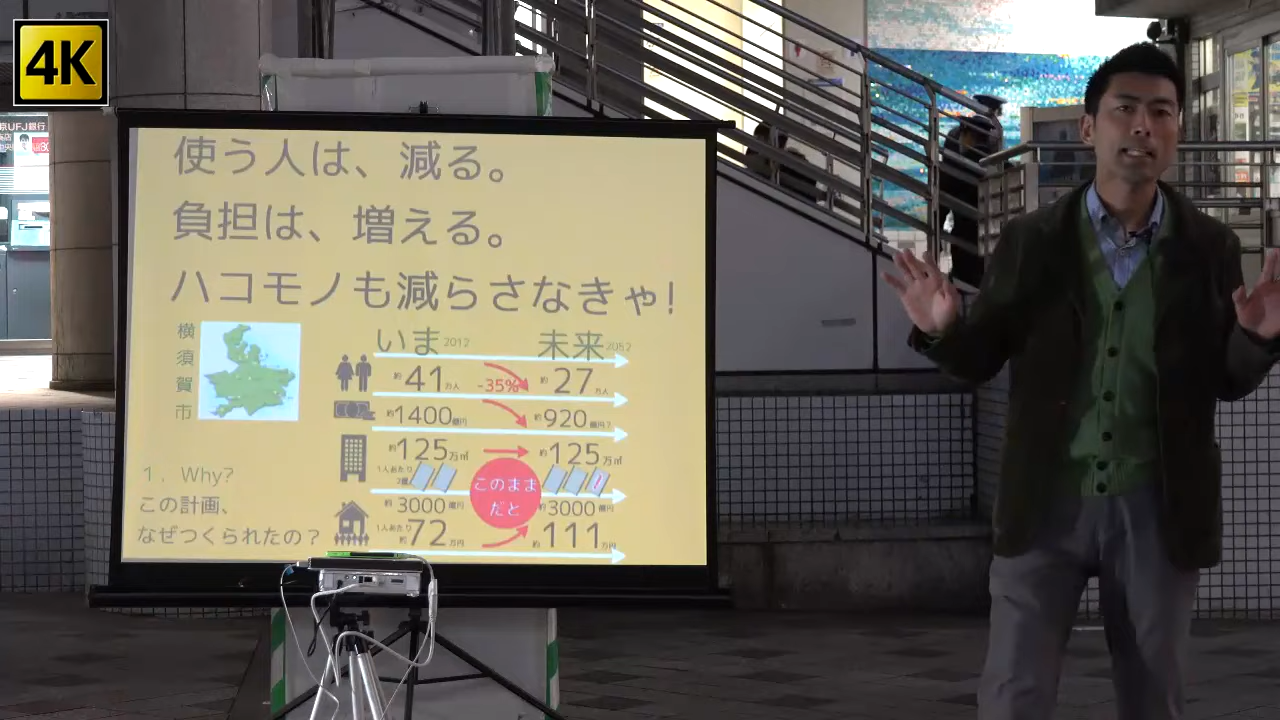 4K
使う人は、減る。
負担は、増える。
ハコモノも減らさなきゃ!
横須賀市
いま 2012 未来 2052
約41万人 -35% 約27万人
約1400億円 約920億円?
約125万㎡ 約125万㎡
1人あたり
このまま
だと
約3000億円 約3000億円
1人あたり
約72万円 約111万円
1. Why?
この計画、
なぜつくられたの?
UFJ銀行